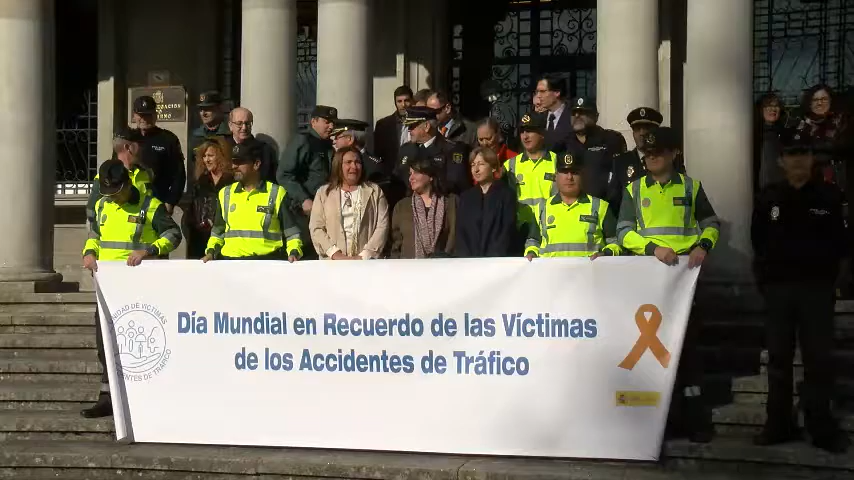 Día Mundial en Recuerdo de las Víctimas
de los Accidentes de Tráfico